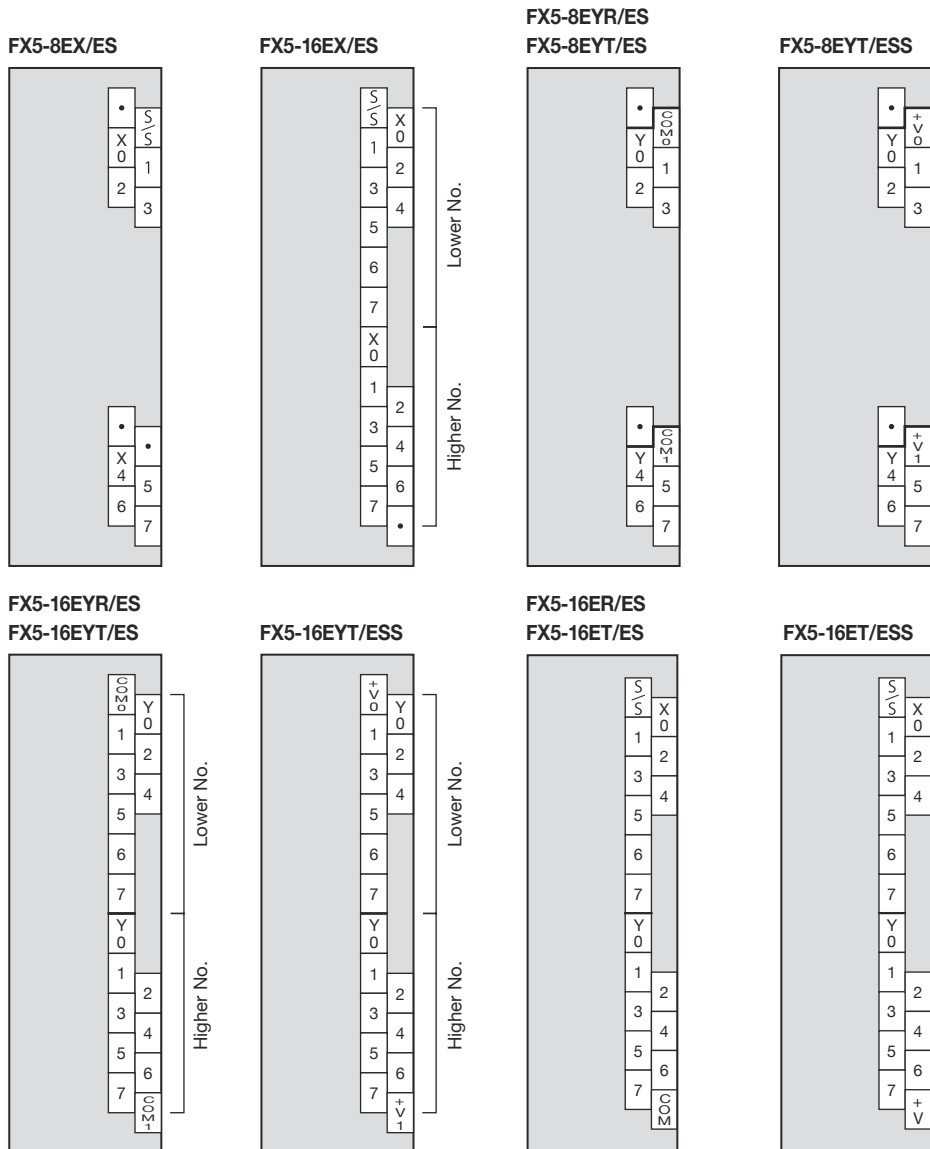 FX5-8EX/ES
•
S/S
X0
1
2
3
•
•
X4
5
6
7
FX5-16EX/ES
S/S
X0
1
2
3
4
5
6
7
X0
1
2
3
4
5
6
7
•
Lower No.
Higher No.
FX5-8EYR/ES
FX5-8EYT/ES
•
COM0
Y0
1
2
3
•
COM1
Y4
5
6
7
FX5-8EYT/ESS
•
+V0
Y0
1
2
3
•
+V1
Y4
5
6
7
FX5-16EYR/ES
FX5-16EYT/ES
COM0
Y0
1
2
3
4
5
6
7
Y0
1
2
3
4
5
6
7
COM1
Lower No.
Higher No.
FX5-16EYT/ESS
+V0
Y0
1
2
3
4
5
6
7
Y0
1
2
3
4
5
6
7
+V1
Lower No.
Higher No.
FX5-16ER/ES
FX5-16ET/ES
S/S
X0
1
2
3
4
5
6
7
Y0
1
2
3
4
5
6
7
COM
FX5-16ET/ESS
S/S
X0
1
2
3
4
5
6
7
Y0
1
2
3
4
5
6
7
+V